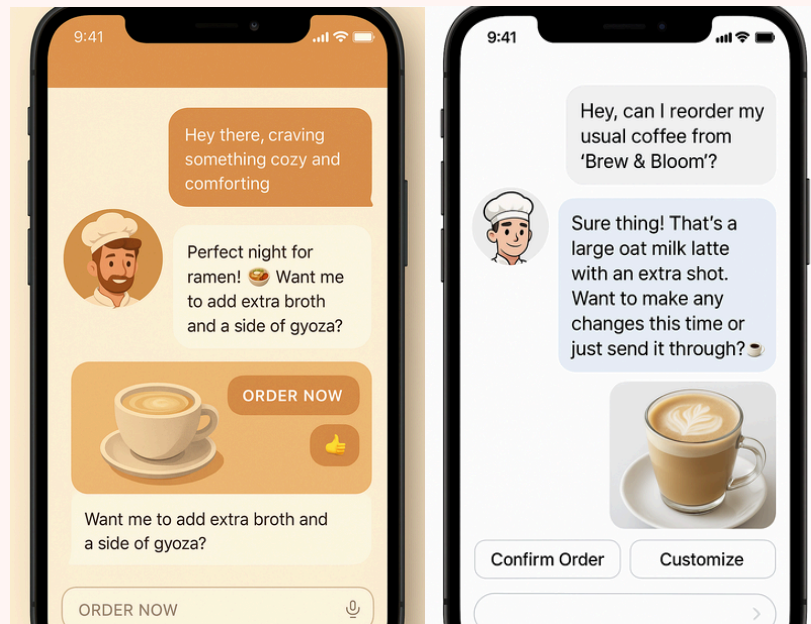 9:41
Hey there, craving
something cozy and
comforting
Perfect night for
ramen! 🍜 Want me
to add extra broth
and a side of gyoza?
ORDER NOW
👍
Want me to add extra broth and
a side of gyoza?
ORDER NOW
9:41
Hey, can I reorder my
usual coffee from
‘Brew & Bloom’?
Sure thing! That’s a
large oat milk latte
with an extra shot.
Want to make any
changes this time or
just send it through?☕
Confirm Order
Customize